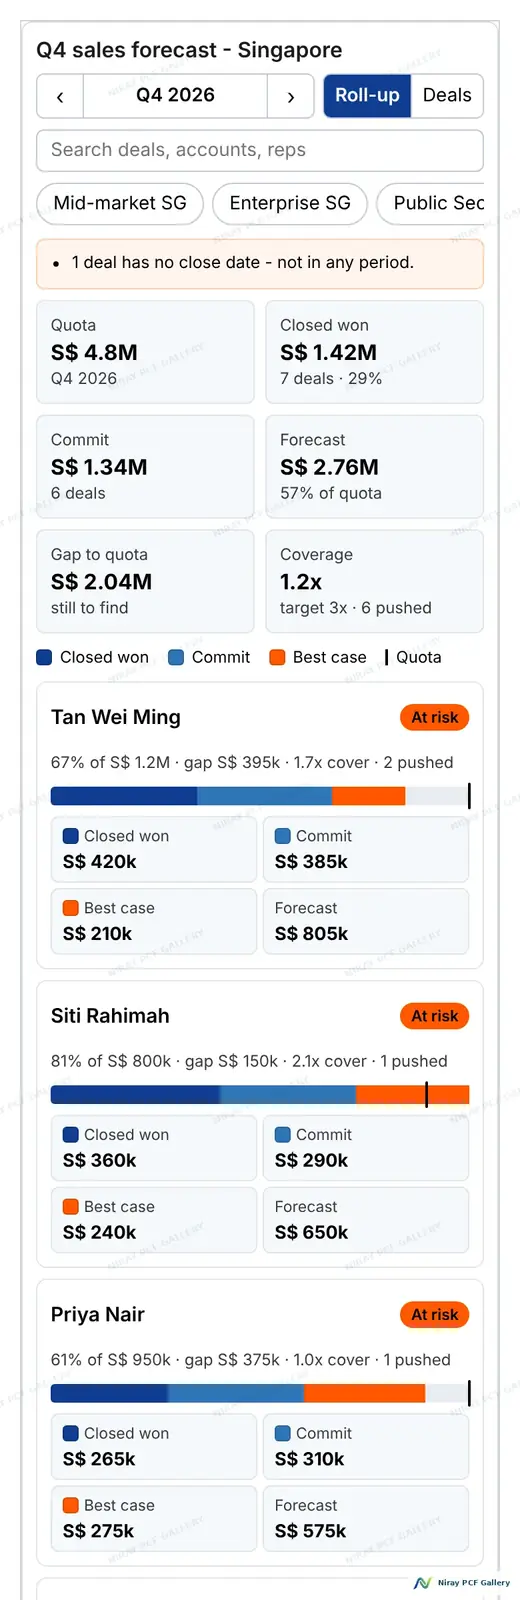 Q4 sales forecast - Singapore
‹ Q4 2026 › Roll-up Deals
Search deals, accounts, reps
Mid-market SG Enterprise SG Public Sec
• 1 deal has no close date - not in any period.
Quota Closed won
S$ 4.8M S$ 1.42M
Q4 2026 7 deals · 29%
Commit Forecast
S$ 1.34M S$ 2.76M
6 deals 57% of quota
Gap to quota Coverage
S$ 2.04M 1.2x
still to find target 3x · 6 pushed
Closed won Commit Best case Quota
Tan Wei Ming At risk
67% of S$ 1.2M · gap S$ 395k · 1.7x cover · 2 pushed
Closed won Commit
S$ 420k S$ 385k
Best case Forecast
S$ 210k S$ 805k
Siti Rahimah At risk
81% of S$ 800k · gap S$ 150k · 2.1x cover · 1 pushed
Closed won Commit
S$ 360k S$ 290k
Best case Forecast
S$ 240k S$ 650k
Priya Nair At risk
61% of S$ 950k · gap S$ 375k · 1.0x cover · 1 pushed
Closed won Commit
S$ 265k S$ 310k
Best case Forecast
S$ 275k S$ 575k
Niray PCF Gallery